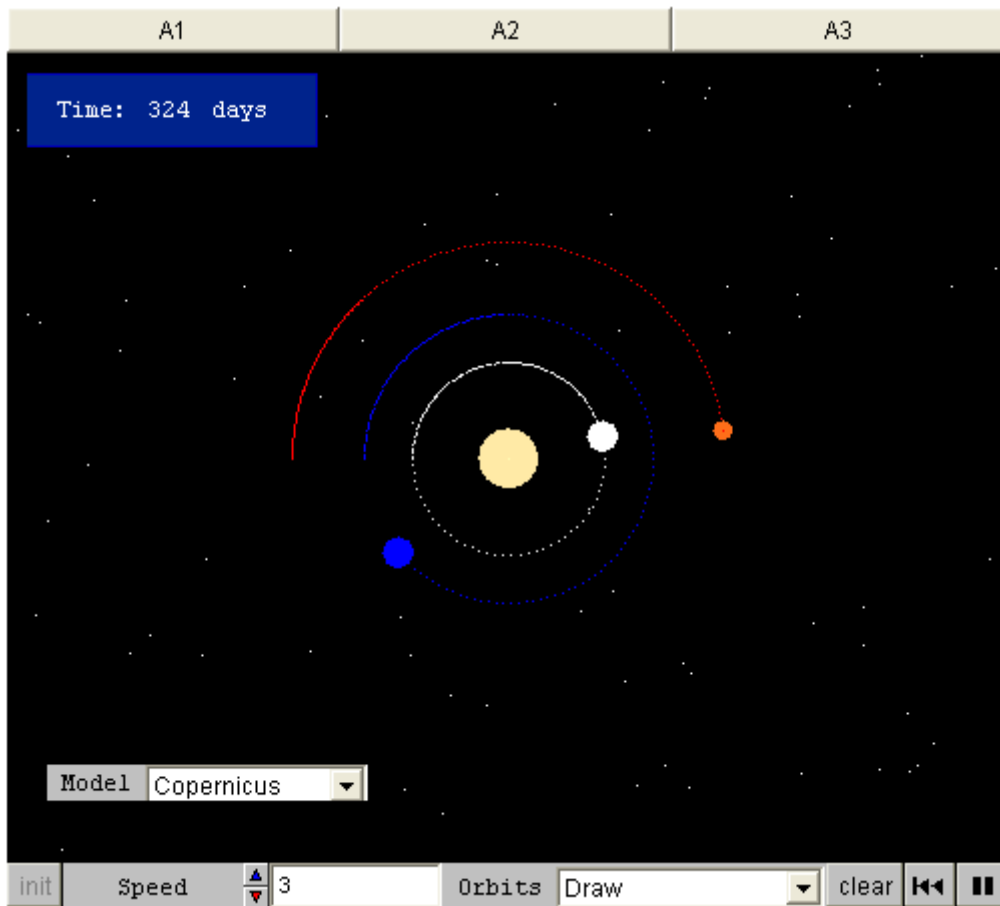 A1 A2 A3
Time: 324 days
Model Copernicus
init Speed 3 Orbits Draw clear